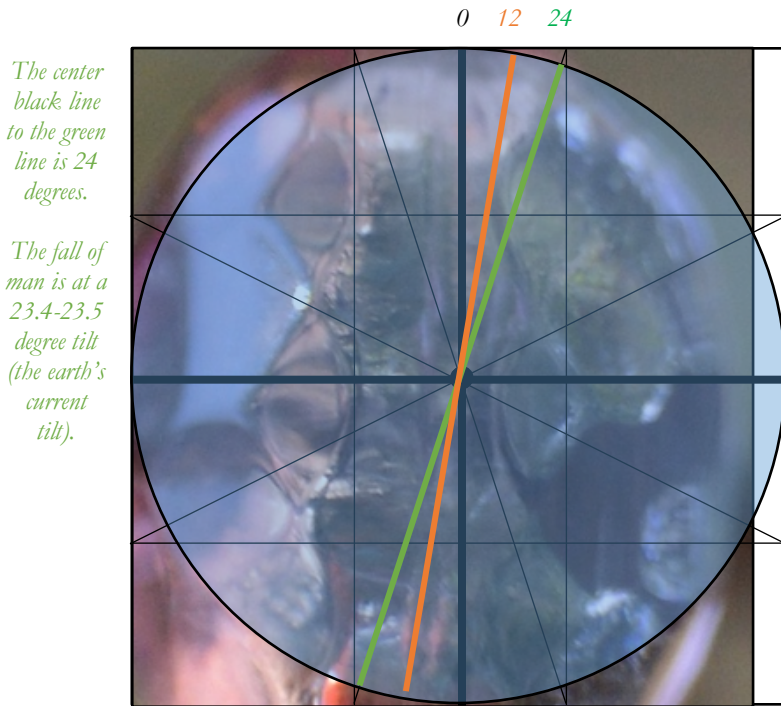 0 12 24
The center
black line
to the green
line is 24
degrees.
The fall of
man is at a
23.4-23.5
degree tilt
(the earth's
current
tilt).